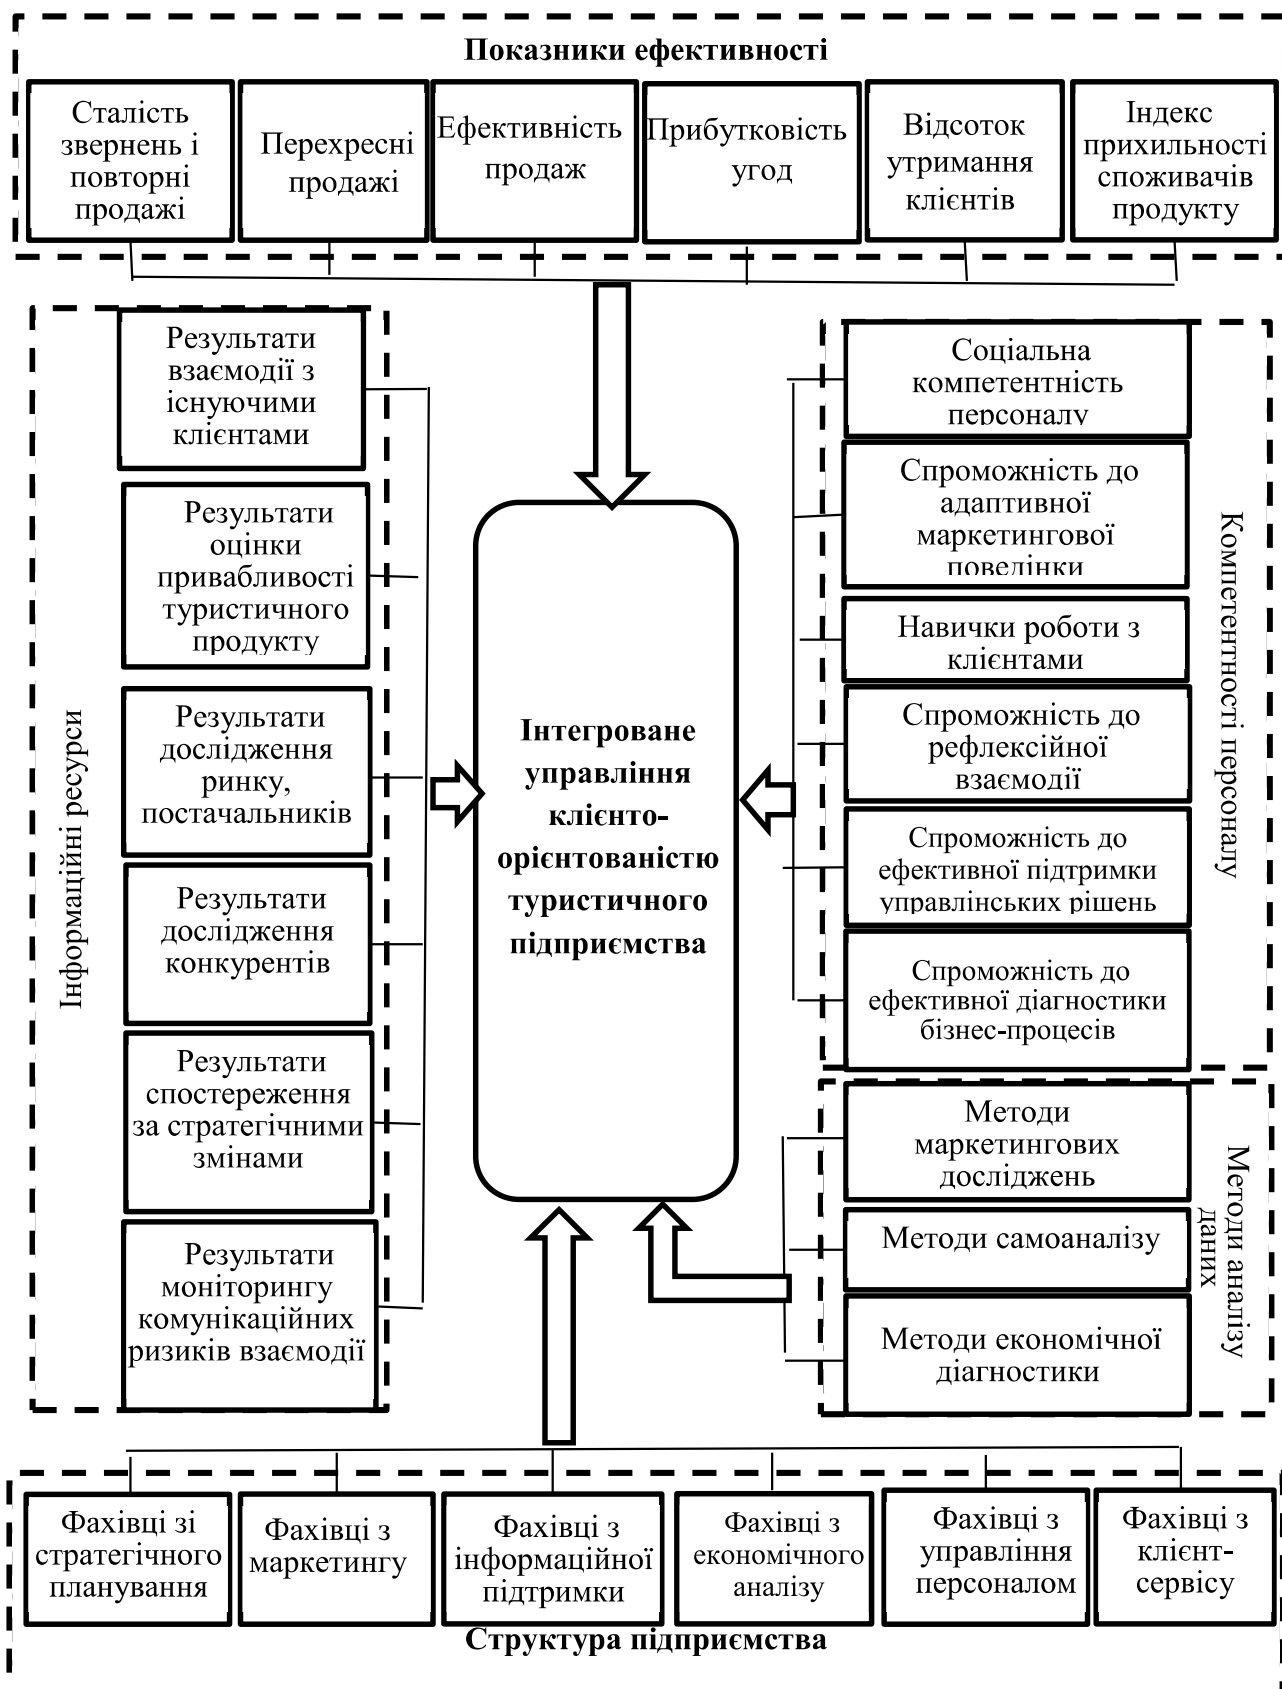 Показники ефективності
Сталість
звернень і
повторні
продажі
Перехресні
продажі
Ефективність
продаж
Прибутковість
угод
Відсоток
утримання
клієнтів
Індекс
прихильності
споживачів
продукту
Інформаційні ресурси
Результати
взаємодії з
існуючими
клієнтами
Результати
оцінки
привабливості
туристичного
продукту
Результати
дослідження
ринку,
постачальників
Результати
дослідження
конкурентів
Результати
спостереження
за стратегічними
змінами
Результати
моніторингу
комунікаційних
ризиків взаємодії
Інтегроване
управління
клієнто-
орієнтованістю
туристичного
підприємства
Соціальна
компетентність
персоналу
Спроможність до
адаптивної
маркетингової
поведінки
Навички роботи з
клієнтами
Спроможність до
рефлексійної
взаємодії
Спроможність до
ефективної підтримки
управлінських рішень
Спроможність до
ефективної діагностики
бізнес-процесів
Компетентності персоналу
Методи
маркетингових
досліджень
Методи самоаналізу
Методи економічної
діагностики
Методи аналізу
даних
Фахівці зі
стратегічного
планування
Фахівці з
маркетингу
Фахівці з
інформаційної
підтримки
Фахівці з
економічного
аналізу
Фахівці з
управління
персоналом
Фахівці з
клієнт-
сервісу
Структура підприємства